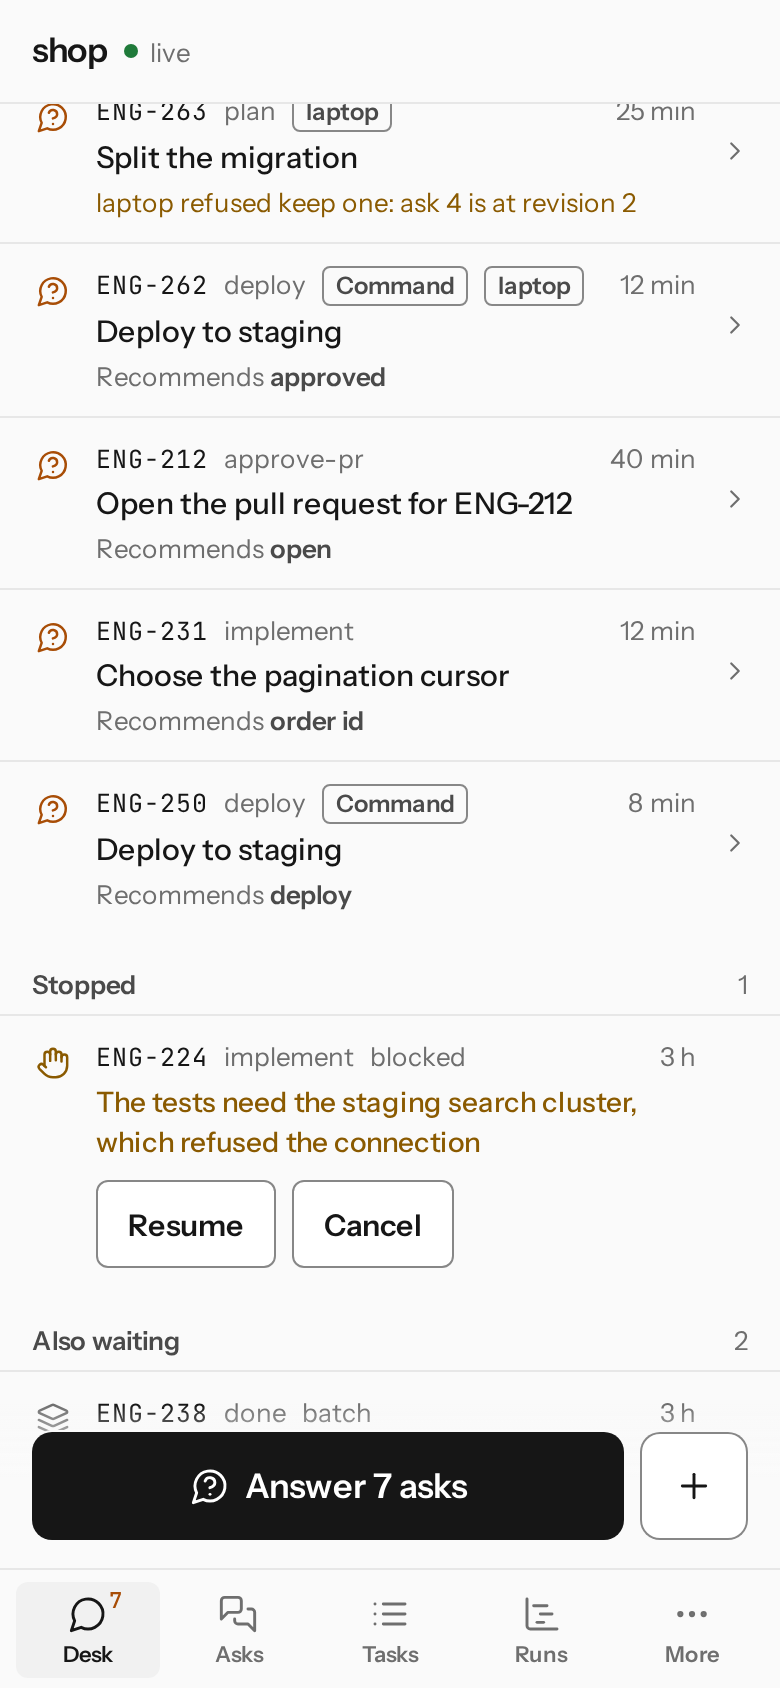 shop live
ENG-263 plan laptop 25 min
Split the migration
laptop refused keep one: ask 4 is at revision 2
ENG-262 deploy Command laptop 12 min
Deploy to staging
Recommends approved
ENG-212 approve-pr 40 min
Open the pull request for ENG-212
Recommends open
ENG-231 implement 12 min
Choose the pagination cursor
Recommends order id
ENG-250 deploy Command 8 min
Deploy to staging
Recommends deploy
Stopped 1
ENG-224 implement blocked 3 h
The tests need the staging search cluster,
which refused the connection
Resume Cancel
Also waiting 2
ENG-238 done batch 3 h
Answer 7 asks
7
Desk Asks Tasks Runs More